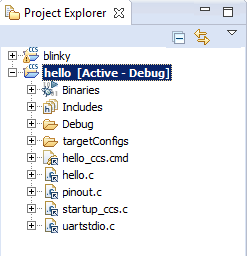 Project Explorer
blinky
hello [Active - Debug]
Binaries
Includes
Debug
targetConfigs
hello_ccs.cmd
hello.c
pinout.c
startup_ccs.c
uartstdio.c